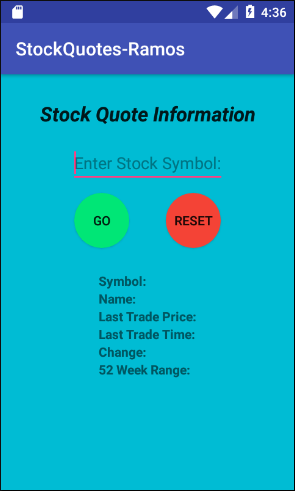 4:36
StockQuotes-Ramos
Stock Quote Information
Enter Stock Symbol:
GO RESET
Symbol:
Name:
Last Trade Price:
Last Trade Time:
Change:
52 Week Range: